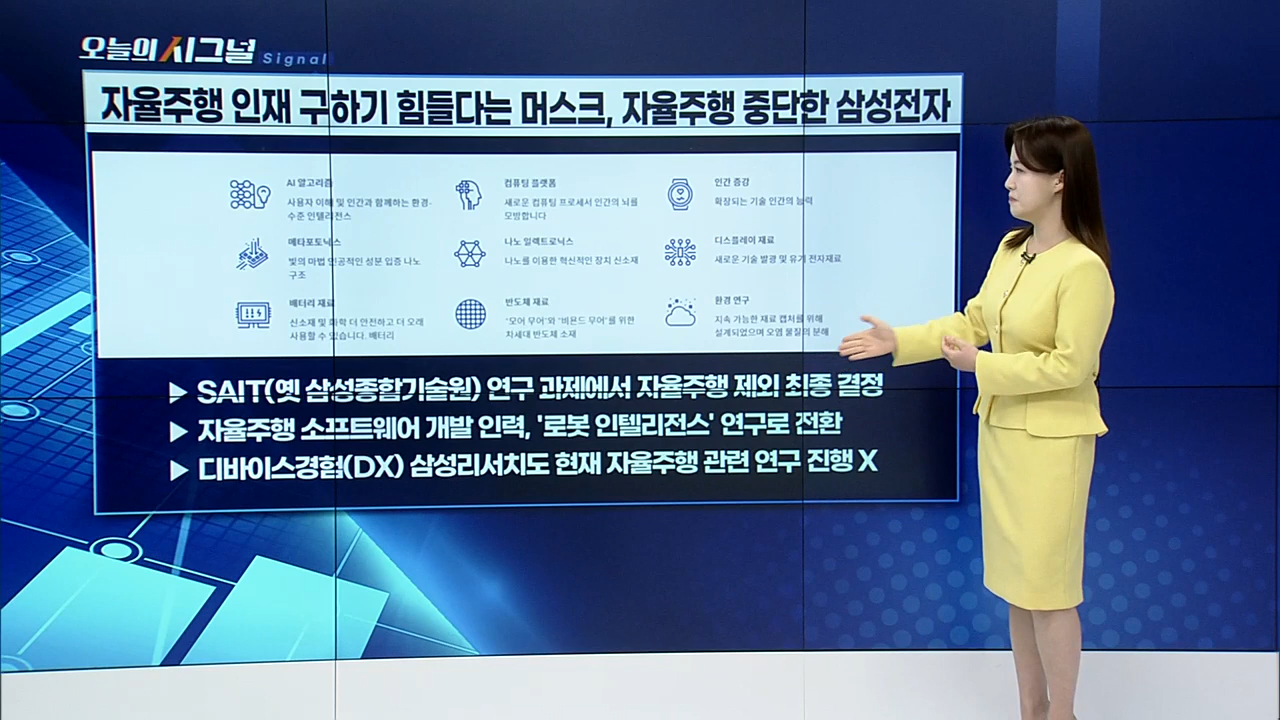 오늘의 시그널 Signal
자율주행 인재 구하기 힘들다는 머스크, 자율주행 중단한 삼성전자
AI 알고리즘
사용자 이해 및 인간과 함께하는 환경-
수준 인텔리전스
컴퓨팅 플랫폼
새로운 컴퓨팅 프로세서 인간의 뇌를
모방합니다
인간 증강
확장되는 기술 인간의 능력
메타포토닉스
빛의 마법 인공적인 성분 입증 나노
구조
나노 일렉트로닉스
나노를 이용한 혁신적인 장치 신소재
디스플레이 재료
새로운 기술 발광 및 유기 전자재료
배터리 재료
신소재 및 화학 더 안전하고 더 오래
사용할 수 있습니다. 배터리
반도체 재료
"모어 무어"와 "비욘드 무어"를 위한
차세대 반도체 소재
환경 연구
지속 가능한 재료 캡처를 위해
설계되었으며 오염 물질의 분해
▶ SAIT(옛 삼성종합기술원) 연구 과제에서 자율주행 제외 최종 결정
▶ 자율주행 소프트웨어 개발 인력, '로봇 인텔리전스' 연구로 전환
▶ 디바이스경험(DX) 삼성리서치도 현재 자율주행 관련 연구 진행 X